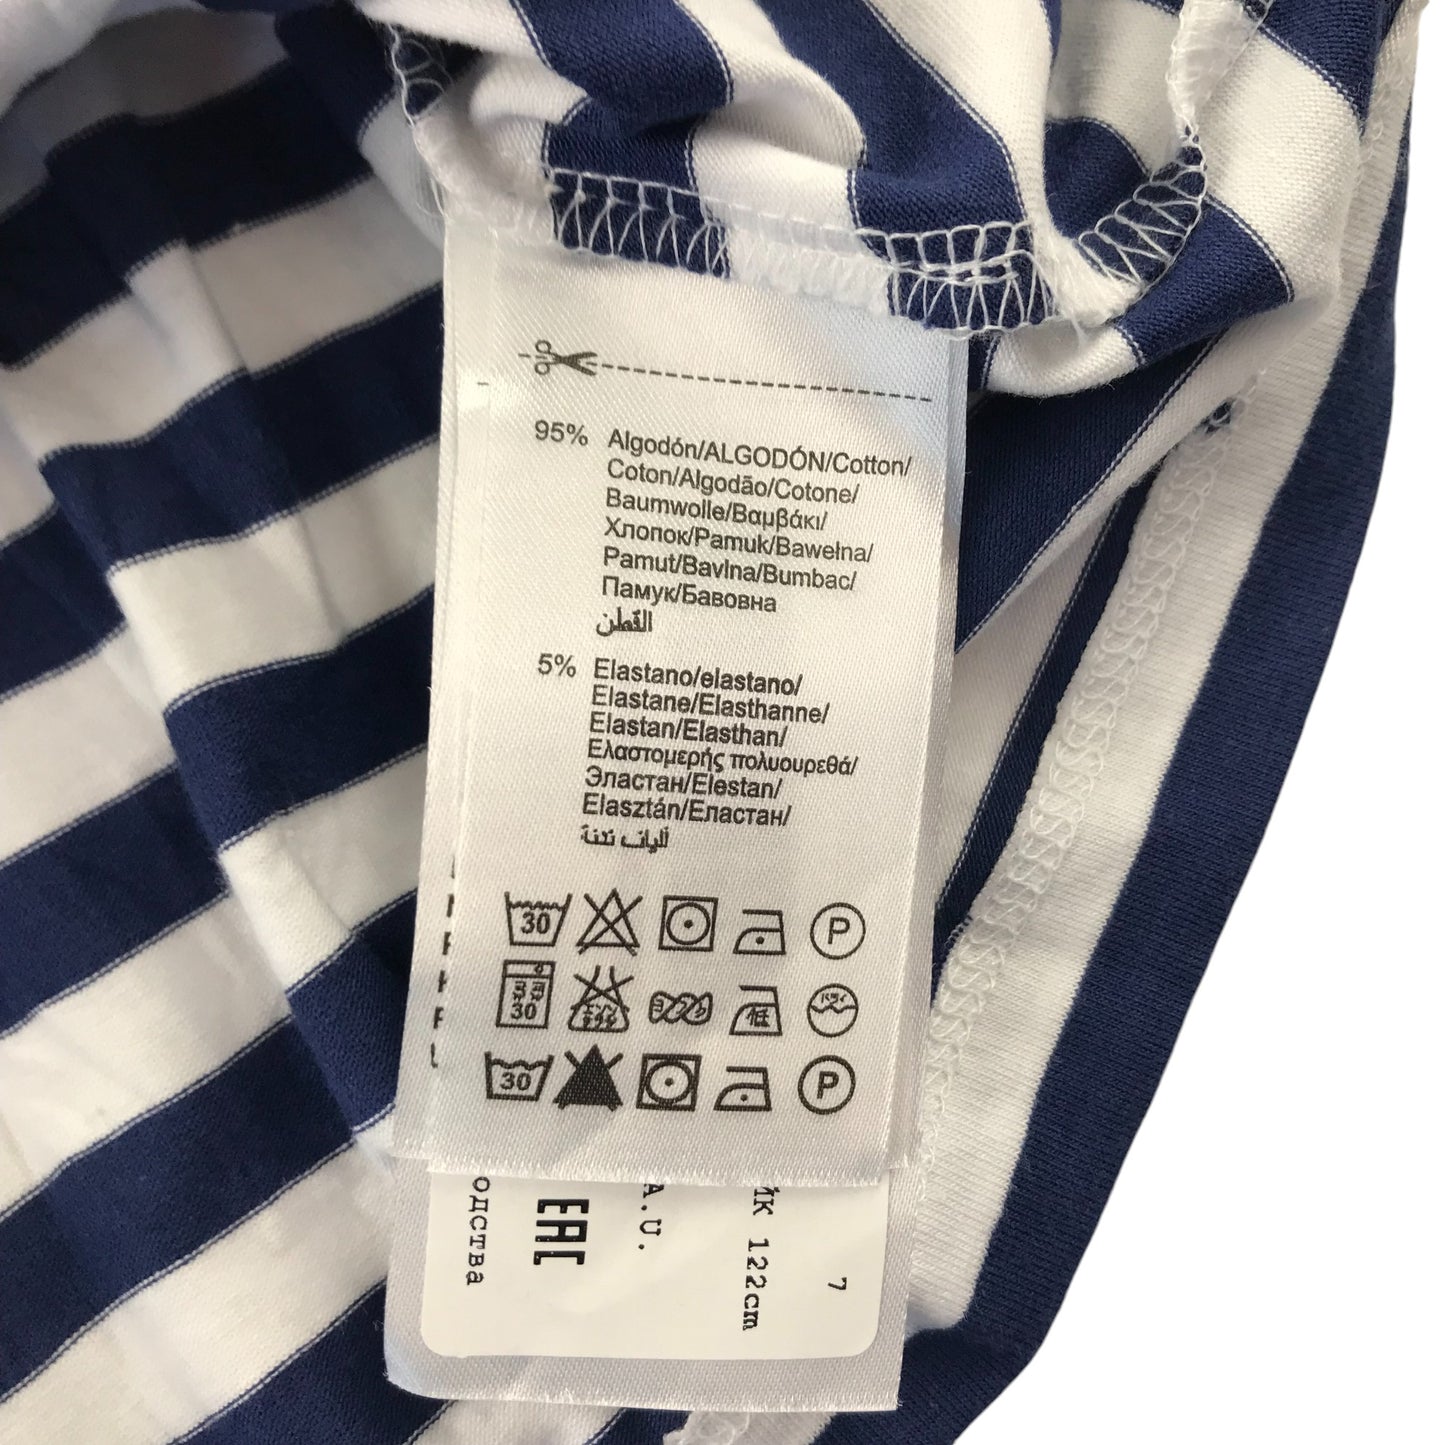 95% Algodón/ALGODÓN/Cotton/
Coton/Algodão/Cotone/
Baumwolle/Βαμβάκι/
Хлопок/Pamuk/Bawełna/
Pamut/Bavlna/Bumbac/
Памук/Бавовна
القطن
5% Elastano/elastano/
Elastane/Elasthanne/
Elastan/Elasthan/
Ελαστομερής πολυουρεθά/
Эластан/Elestan/
Elasztán/Еластан/
ألياف
30 P
30 低
30 P
7
ЙК 122cm
A.U.
EAC
одства